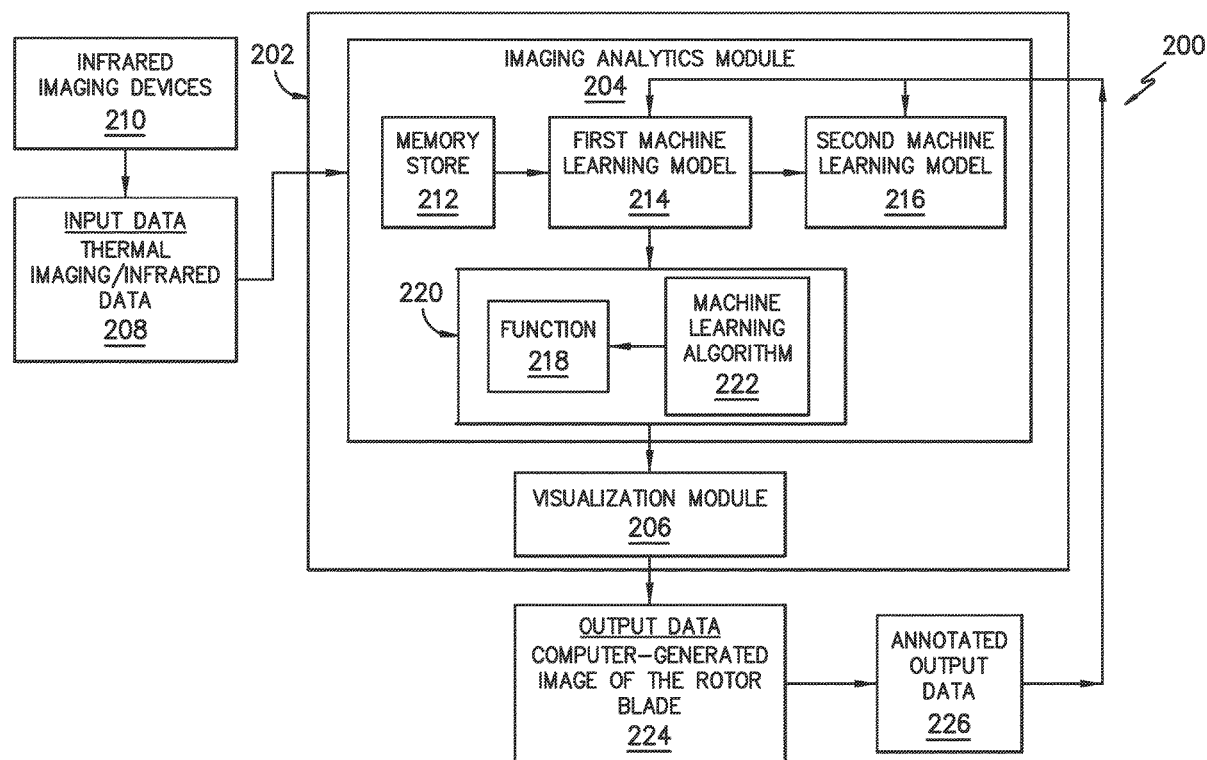 INFRARED
IMAGING DEVICES
210
INPUT DATA
THERMAL
IMAGING/INFRARED
DATA
208
202
IMAGING ANALYTICS MODULE
204
200
MEMORY
STORE
212
FIRST MACHINE
LEARNING MODEL
214
SECOND MACHINE
LEARNING MODEL
216
220
FUNCTION
218
MACHINE
LEARNING
ALGORITHM
222
VISUALIZATION MODULE
206
OUTPUT DATA
COMPUTER-GENERATED
IMAGE OF THE ROTOR
BLADE
224
ANNOTATED
OUTPUT
DATA
226